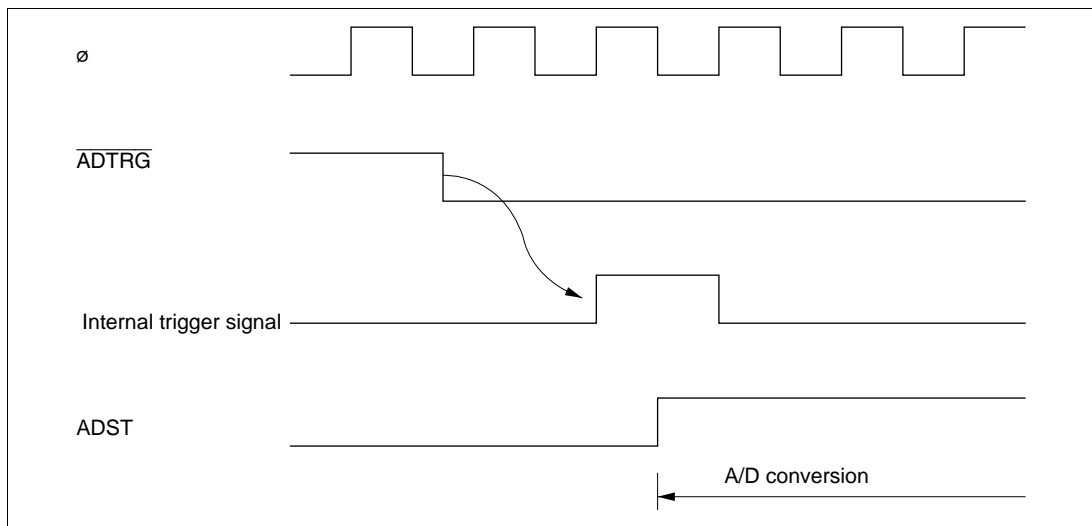 ø
ADTRG
Internal trigger signal
ADST
A/D conversion